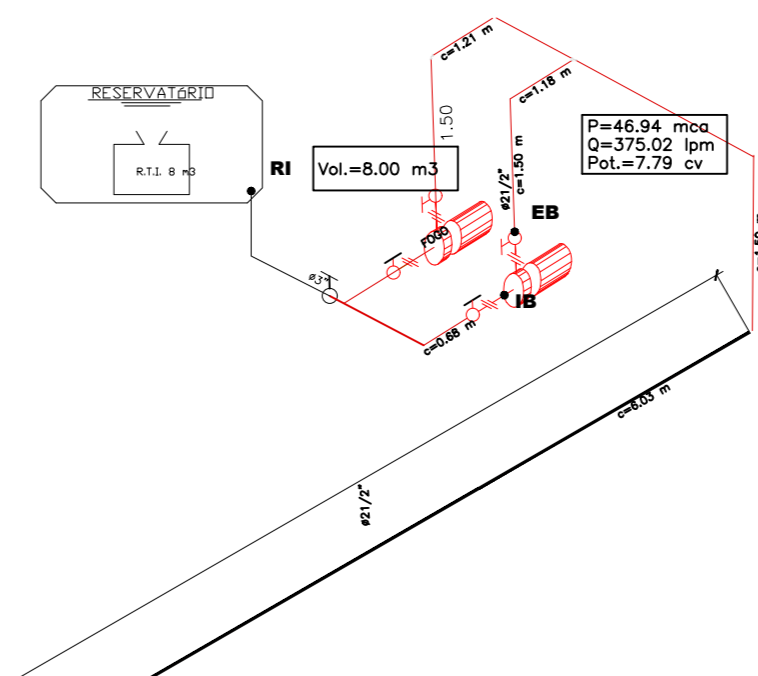 c=1.21 m
c=1.18 m
RESERVATÓRIO
R.T.I. 8 m3
RI
Vol.=8.00 m3
1.50
ø21/2"
c=1.50 m
P=46.94 mca
Q=375.02 lpm
Pot.=7.79 cv
EB
FOGO
c=1.50 m
ø3"
IB
c=0.68 m
c=6.03 m
ø21/2"